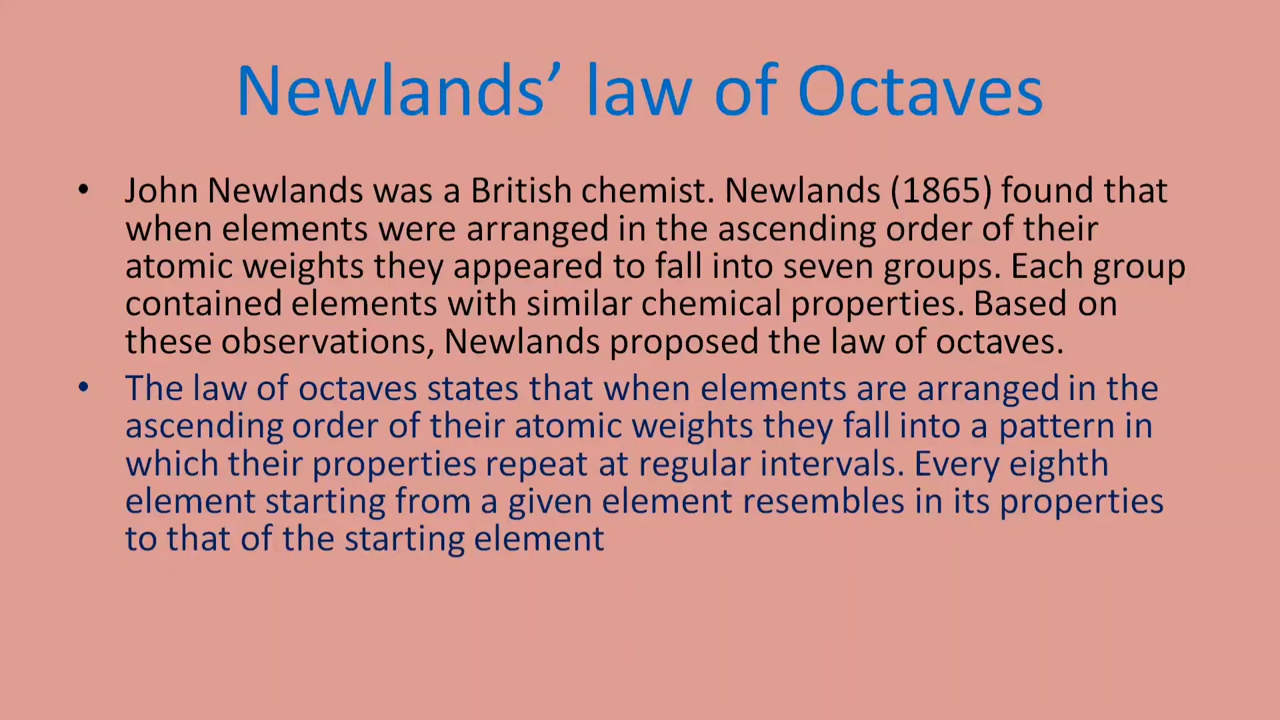 Newlands’ law of Octaves
• John Newlands was a British chemist. Newlands (1865) found that
when elements were arranged in the ascending order of their
atomic weights they appeared to fall into seven groups. Each group
contained elements with similar chemical properties. Based on
these observations, Newlands proposed the law of octaves.
• The law of octaves states that when elements are arranged in the
ascending order of their atomic weights they fall into a pattern in
which their properties repeat at regular intervals. Every eighth
element starting from a given element resembles in its properties
to that of the starting element